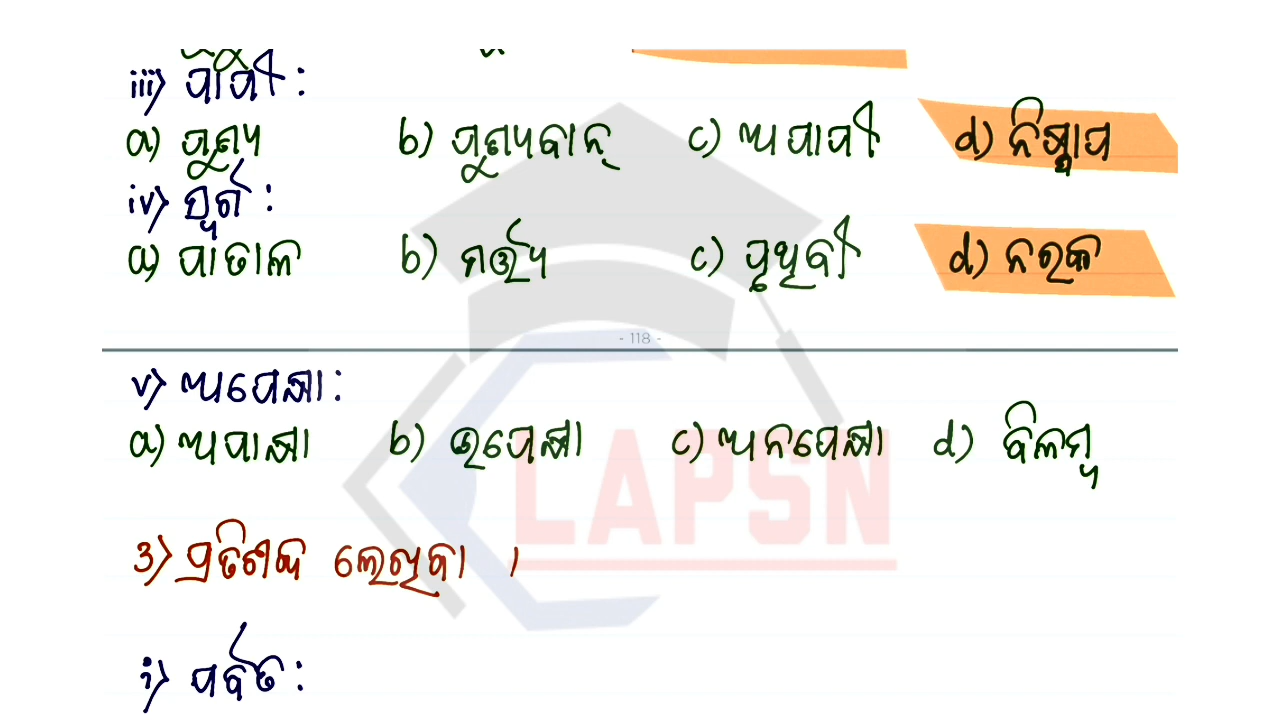 iii) ପାପୀ :
a) ପୁଣ୍ୟ b) ପୁଣ୍ୟବାନ୍ c) ଅପାପୀ d) ନିଷ୍ପାପ
iv) ସ୍ୱର୍ଗ :
a) ପାତାଳ b) ମର୍ତ୍ତ୍ୟ c) ପୃଥିବୀ d) ନରକ
- 118 -
v) ଅପେକ୍ଷା :
a) ଅପାକ୍ଷା b) ଉପେକ୍ଷା c) ଅନପେକ୍ଷା d) ବିଳମ୍ବ
LAPSN
3) ପ୍ରତିଶବ୍ଦ ଲେଖିବା ।
i) ପର୍ବତ :